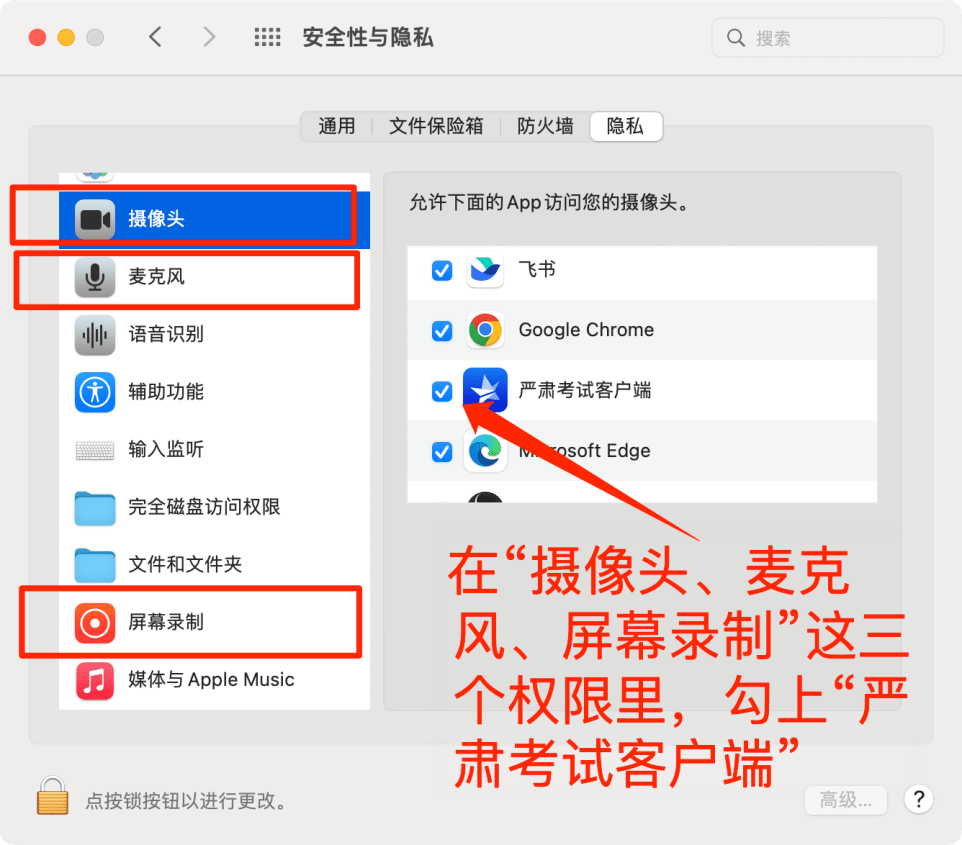 安全性与隐私
搜索
通用
文件保险箱
防火墙
隐私
摄像头
麦克风
语音识别
辅助功能
输入监听
完全磁盘访问权限
文件和文件夹
屏幕录制
媒体与 Apple Music
允许下面的App访问您的摄像头。
飞书
Google Chrome
严肃考试客户端
Microsoft Edge
在“摄像头、麦克
风、屏幕录制”这三
个权限里，勾上“严
肃考试客户端”
点按锁按钮以进行更改。
高级...
?